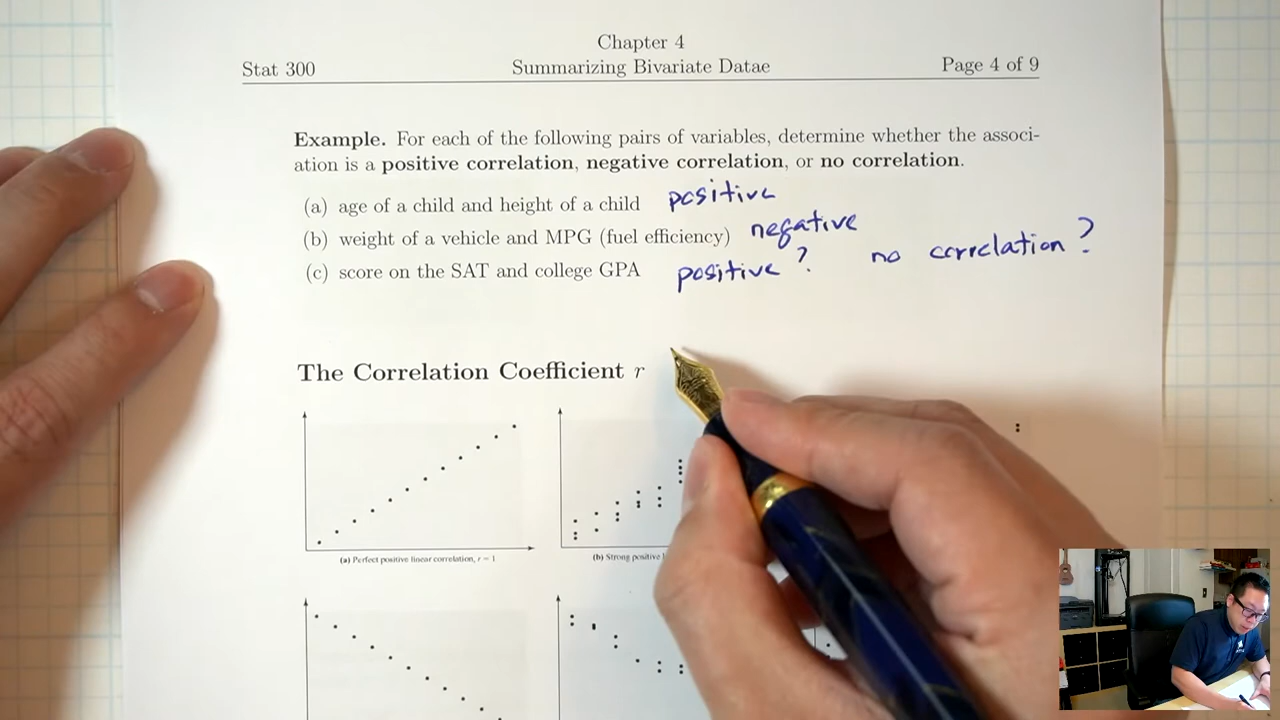 Chapter 4
Stat 300 Summarizing Bivariate Datae Page 4 of 9
Example. For each of the following pairs of variables, determine whether the associ-
ation is a positive correlation, negative correlation, or no correlation.
(a) age of a child and height of a child positive
(b) weight of a vehicle and MPG (fuel efficiency) negative
(c) score on the SAT and college GPA positive ? no correlation ?
The Correlation Coefficient r
(a) Perfect positive linear correlation, r = 1
(b) Strong positive